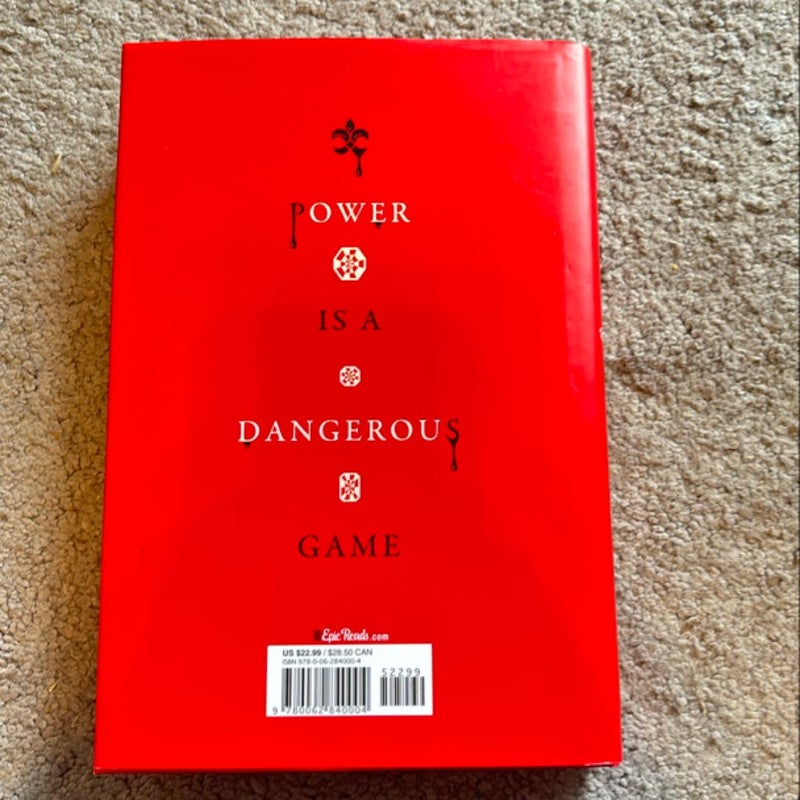 POWER
IS A
DANGEROUS
GAME
EpicReads.com
US $22.99 / $28.50 CAN
ISBN 978-0-06-284000-4
52299
9 780062 840004